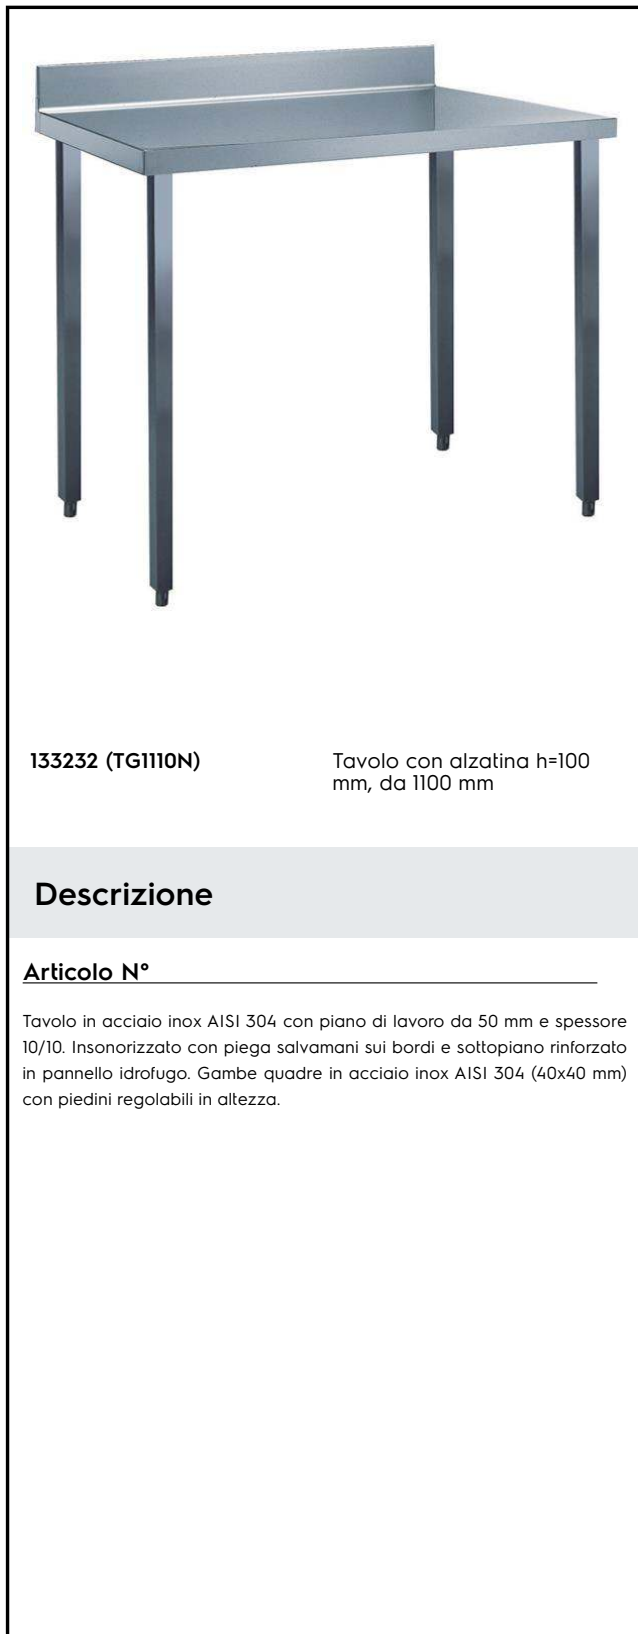 133232 (TG1110N)
Tavolo con alzatina h=100
mm, da 1100 mm
Descrizione
Articolo N°
Tavolo in acciaio inox AISI 304 con piano di lavoro da 50 mm e spessore
10/10. Insonorizzato con piega salvamani sui bordi e sottopiano rinforzato
in pannello idrofugo. Gambe quadre in acciaio inox AISI 304 (40x40 mm)
con piedini regolabili in altezza.